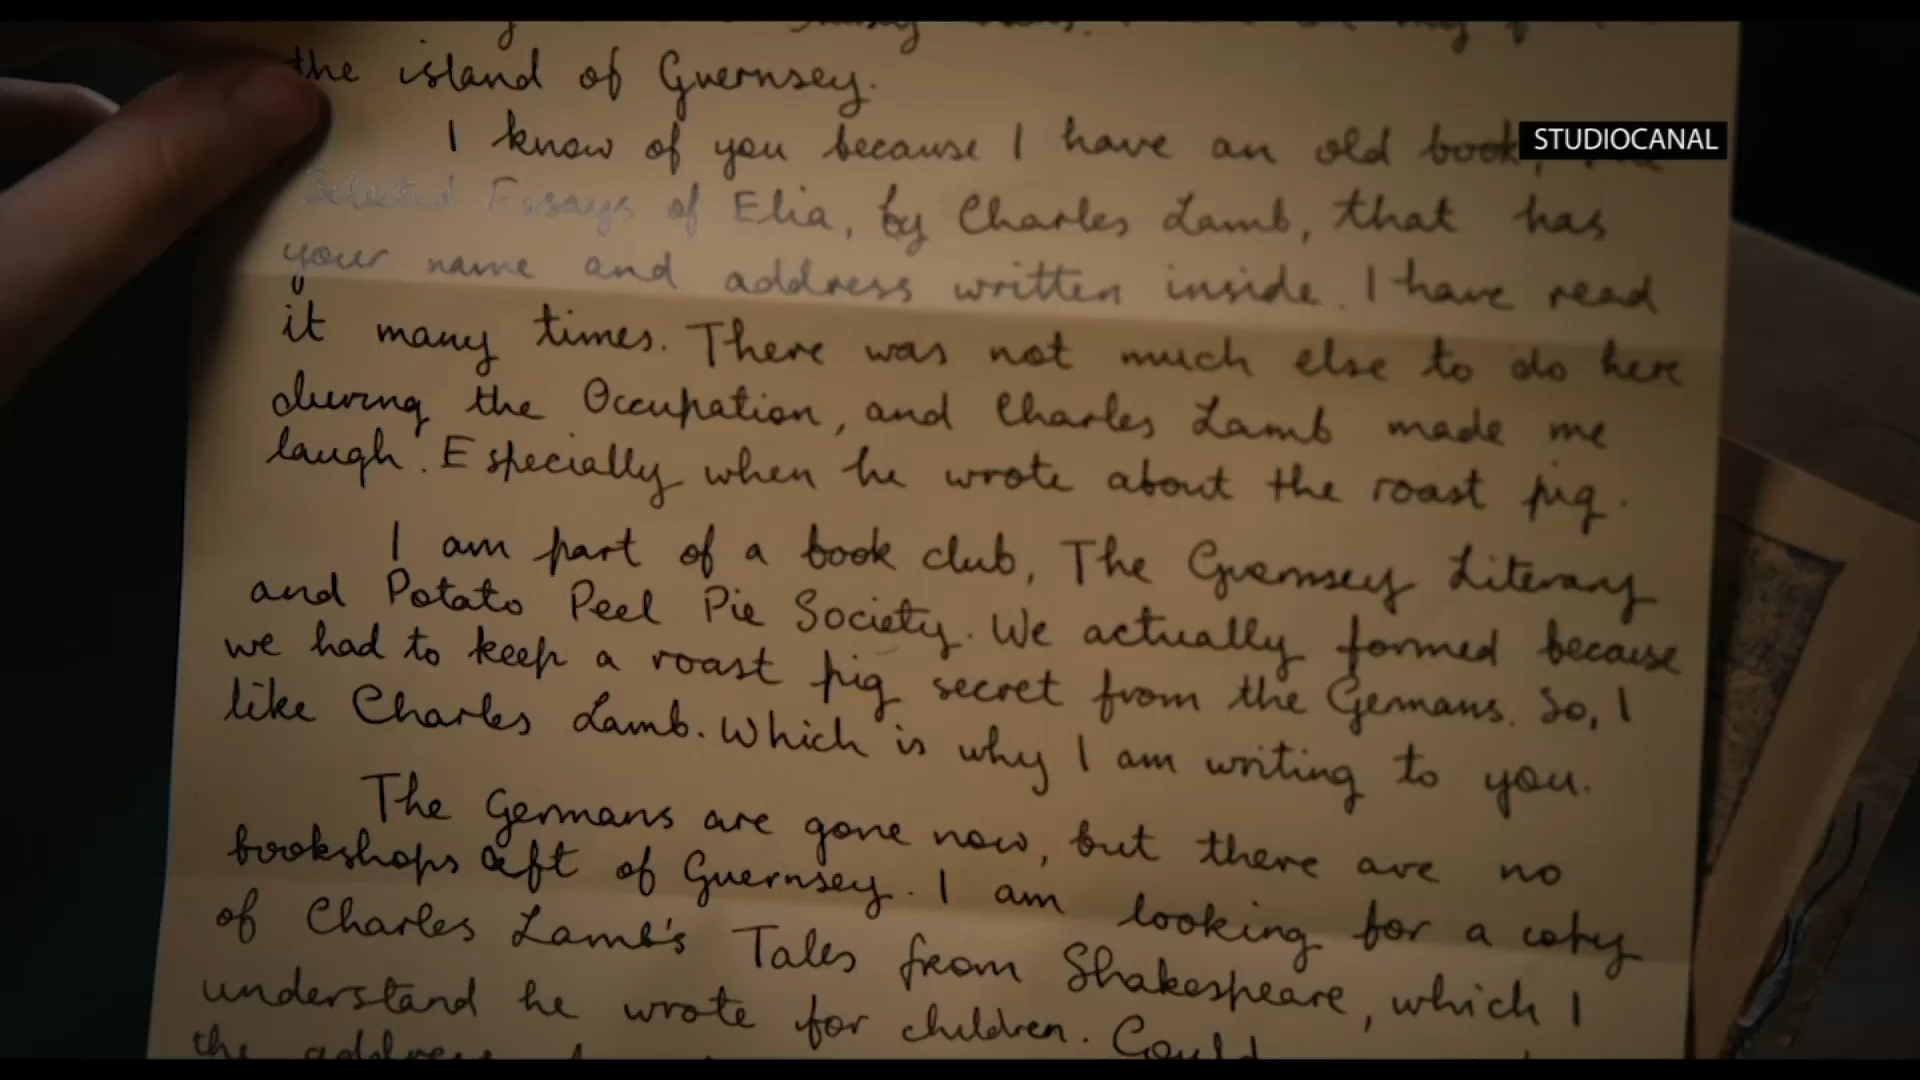 the island of Guernsey.
I know of you because I have an old book,
STUDIOCANAL
Selected Essays of Elia, by Charles Lamb, that has
your name and address written inside. I have read
it many times. There was not much else to do here
during the Occupation, and Charles Lamb made me
laugh. Especially when he wrote about the roast pig.
I am part of a book club, The Guernsey Literary
and Potato Peel Pie Society. We actually formed because
we had to keep a roast pig secret from the Germans. So, I
like Charles Lamb. Which is why I am writing to you.
The Germans are gone now, but there are no
bookshops left of Guernsey. I am looking for a copy
of Charles Lamb's Tales from Shakespeare, which I
understand he wrote for children. Could
the address